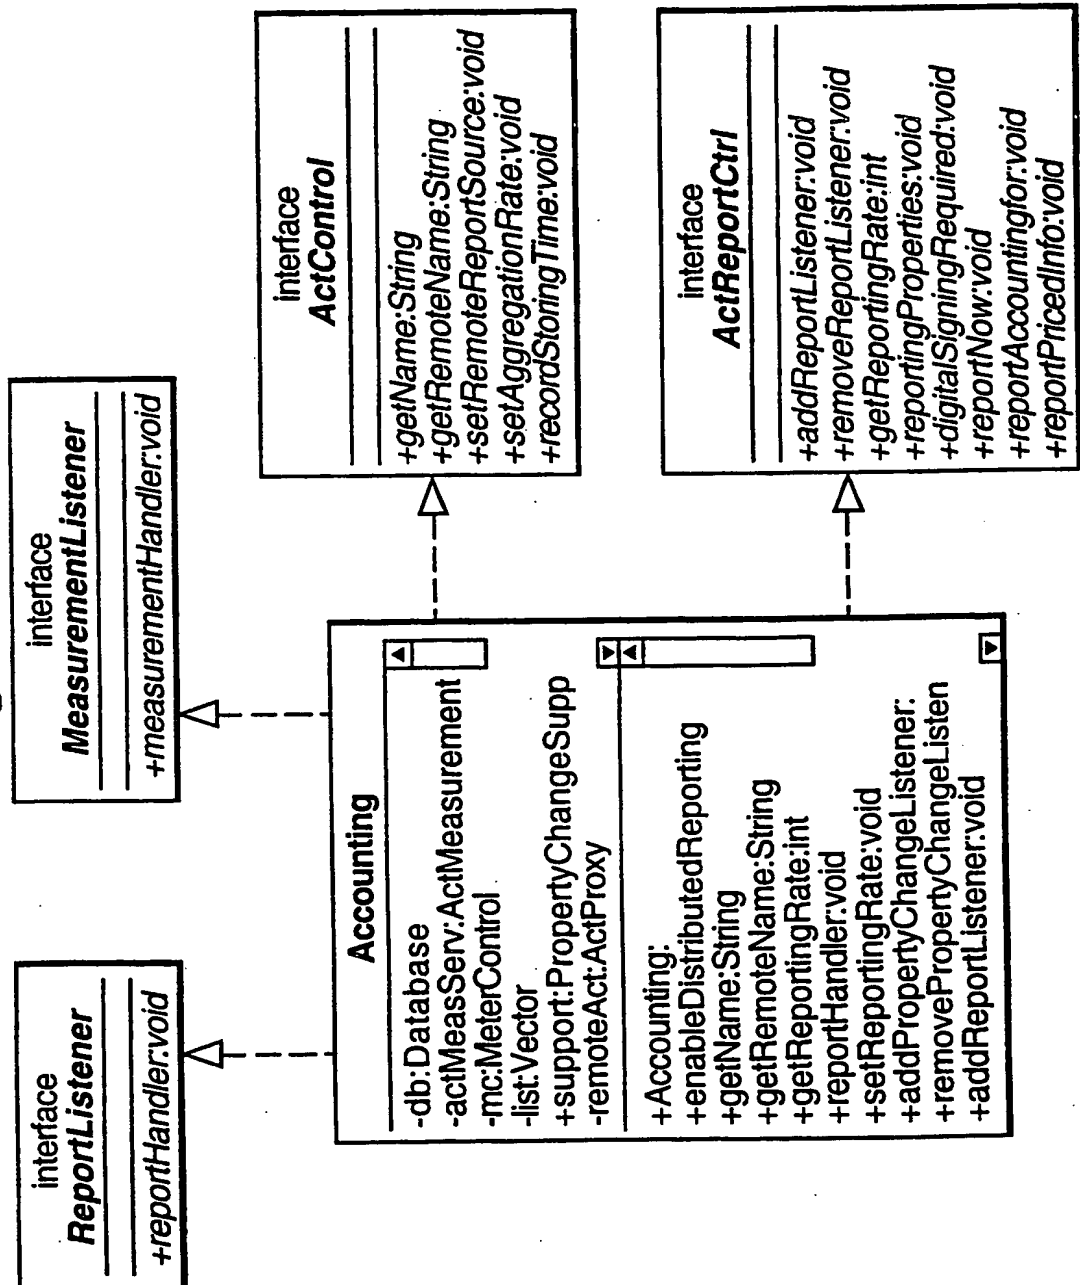 interface
ReportListener
+reportHandler:void
interface
MeasurementListener
+measurementHandler:void
Accounting
-db:Database
-actMeasServ:ActMeasurement
-mc:MeterControl
-list:Vector
+support:PropertyChangeSupp
-remoteAct:ActProxy
+Accounting:
+enableDistributedReporting
+getName:String
+getRemoteName:String
+getReportingRate:int
+reportHandler:void
+setReportingRate:void
+addPropertyChangeListener:
+removePropertyChangeListen
+addReportListener:void
interface
ActControl
+getName:String
+getRemoteName:String
+setRemoteReportSource:void
+setAggregationRate:void
+recordStoringTime:void
interface
ActReportCtrl
+addReportListener:void
+removeReportListener:void
+getReportingRate:int
+reportingProperties:void
+digitalSigningRequired:void
+reportNow:void
+reportAccountingfor:void
+reportPricedInfo:void